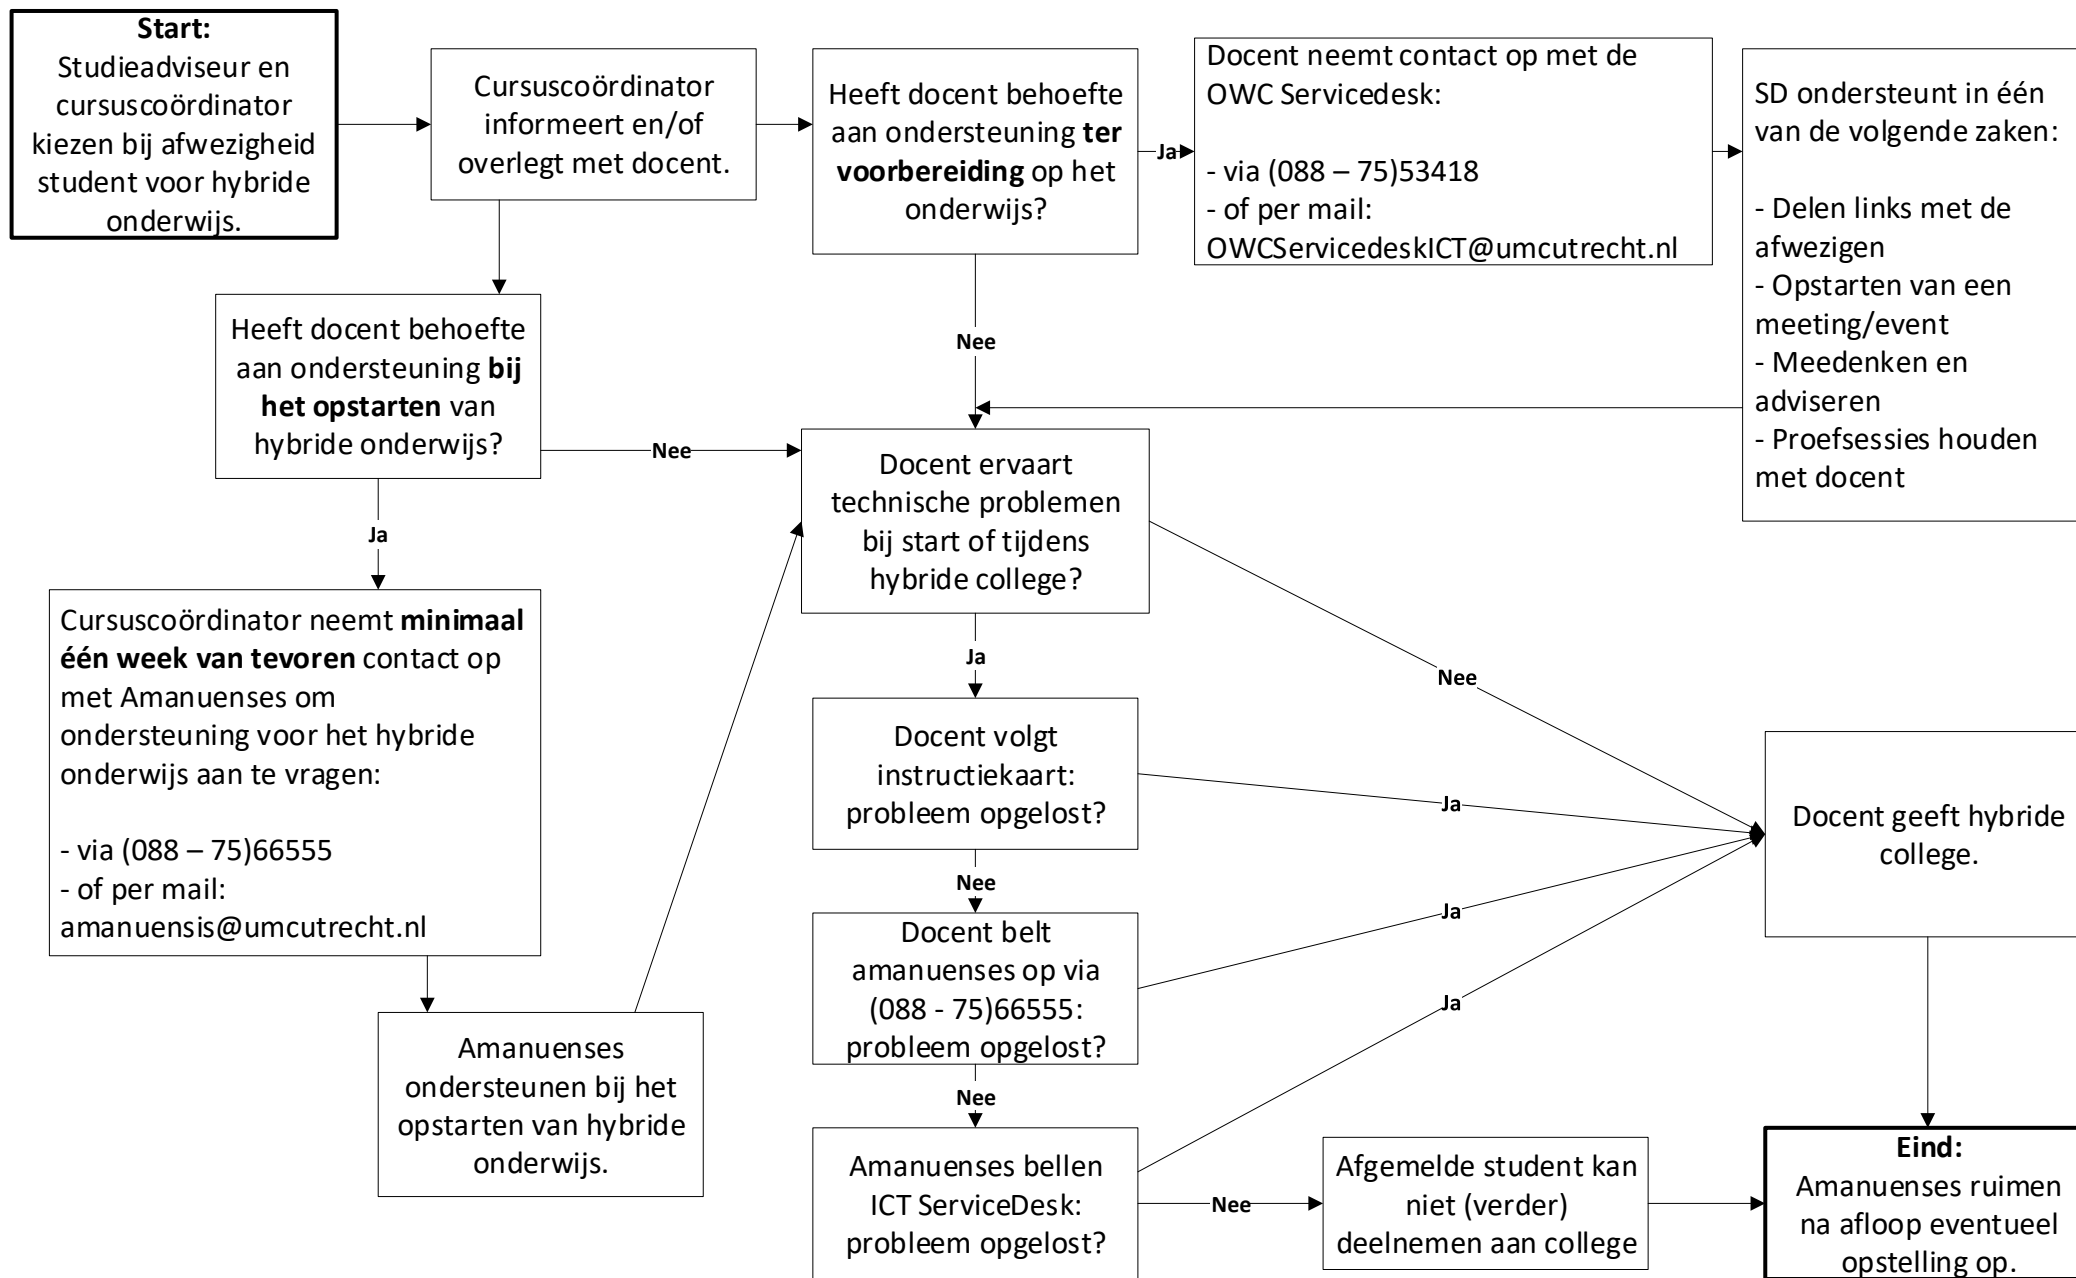 Start:
Studieadviseur en
cursuscoördinator
kiezen bij afwezigheid
student voor hybride
onderwijs.
Cursuscoördinator
informeert en/of
overlegt met docent.
Heeft docent behoefte
aan ondersteuning ter
voorbereiding op het
onderwijs?
Ja
Docent neemt contact op met de
OWC Servicedesk:
- via (088 – 75)53418
- of per mail:
OWCServicedeskICT@umcutrecht.nl
SD ondersteunt in één
van de volgende zaken:
- Delen links met de
afwezigen
- Opstarten van een
meeting/event
- Meedenken en
adviseren
- Proefsessies houden
met docent
Nee
Heeft docent behoefte
aan ondersteuning bij
het opstarten van
hybride onderwijs?
Nee
Ja
Cursuscoördinator neemt minimaal
één week van tevoren contact op
met Amanuenses om
ondersteuning voor het hybride
onderwijs aan te vragen:
- via (088 – 75)66555
- of per mail:
amanuensis@umcutrecht.nl
Amanuenses
ondersteunen bij het
opstarten van hybride
onderwijs.
Docent ervaart
technische problemen
bij start of tijdens
hybride college?
Ja
Nee
Docent volgt
instructiekaart:
probleem opgelost?
Ja
Nee
Docent belt
amanuenses op via
(088 - 75)66555:
probleem opgelost?
Ja
Nee
Amanuenses bellen
ICT ServiceDesk:
probleem opgelost?
Ja
Nee
Afgemelde student kan
niet (verder)
deelnemen aan college
Docent geeft hybride
college.
Eind:
Amanuenses ruimen
na afloop eventueel
opstelling op.